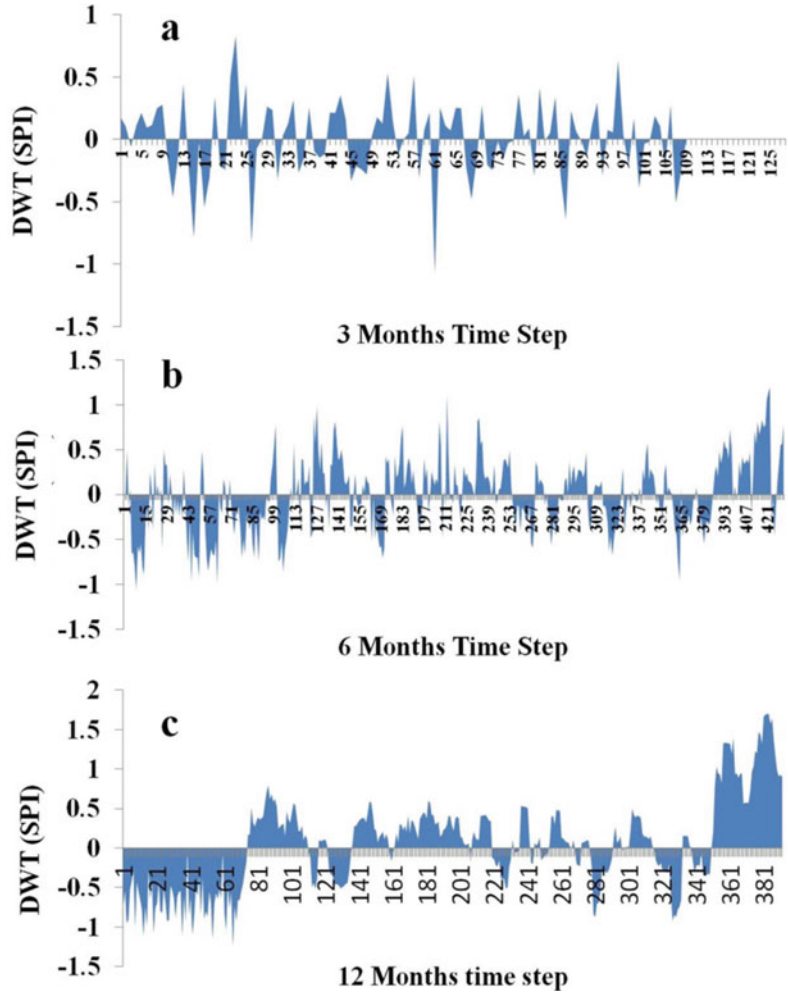 a
1
0.5
0
-0.5
-1
-1.5
DWT (SPI)
1 5 9 13 17 21 25 29 33 37 41 45 49 53 57 61 65 69 73 77 81 85 89 93 97 101 105 109 113 117 121 125
3 Months Time Step
b
1.5
1
0.5
0
-0.5
-1
-1.5
DWT (SPI)
1 15 29 43 57 71 85 99 113 127 141 155 169 183 197 211 225 239 253 267 281 295 309 323 337 351 365 379 393 407 421
6 Months Time Step
c
2
1.5
1
0.5
0
-0.5
-1
-1.5
DWT (SPI)
1 21 41 61 81 101 121 141 161 181 201 221 241 261 281 301 321 341 361 381
12 Months time step